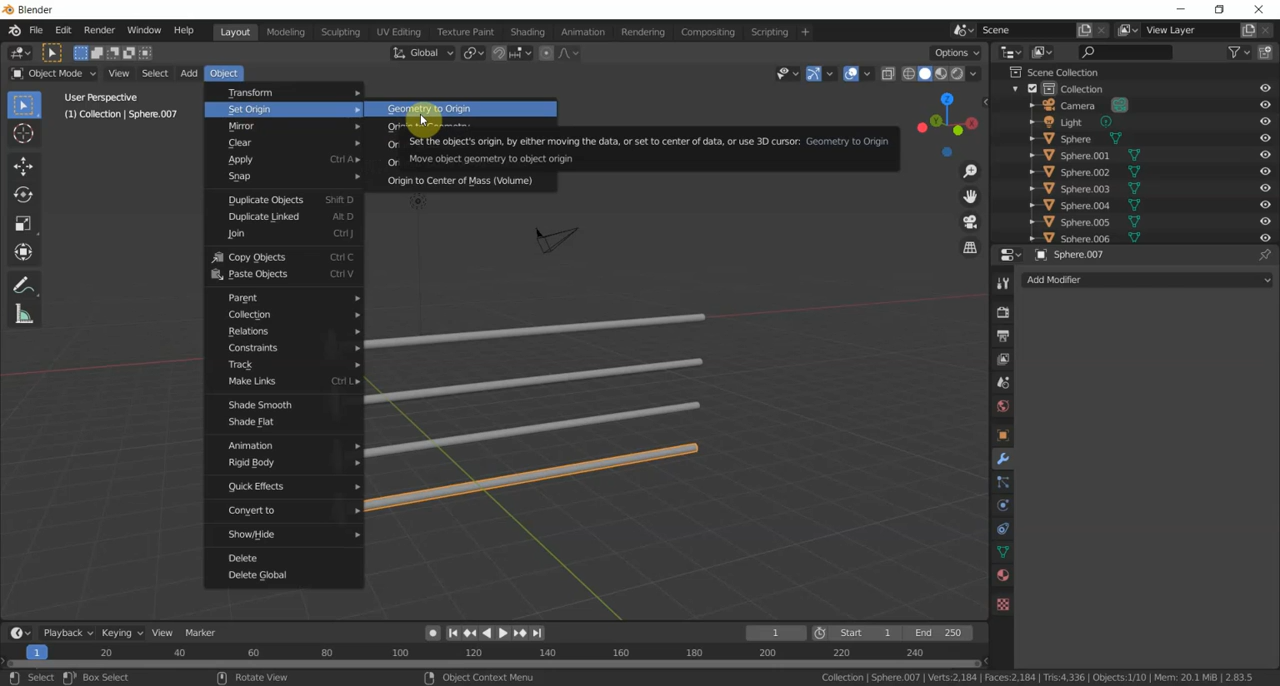 Blender
File Edit Render Window Help Layout Modeling Sculpting UV Editing Texture Paint Shading Animation Rendering Compositing Scripting + Scene View Layer
Global Options
Object Mode View Select Add Object
User Perspective
(1) Collection | Sphere.007
Transform
Set Origin
Mirror
Clear
Apply Ctrl A
Snap
Duplicate Objects Shift D
Duplicate Linked Alt D
Join Ctrl J
Copy Objects Ctrl C
Paste Objects Ctrl V
Parent
Collection
Relations
Constraints
Track
Make Links Ctrl L
Shade Smooth
Shade Flat
Animation
Rigid Body
Quick Effects
Convert to
Show/Hide
Delete
Delete Global
Geometry to Origin
Origin to Geometry
Set the object's origin, by either moving the data, or set to center of data, or use 3D cursor: Geometry to Origin
Move object geometry to object origin
Origin to Center of Mass (Volume)
X
Y
Z
Scene Collection
Collection
Camera
Light
Sphere
Sphere.001
Sphere.002
Sphere.003
Sphere.004
Sphere.005
Sphere.006
Sphere.007
Add Modifier
Playback Keying View Marker 1 Start 1 End 250
1 20 40 60 80 100 120 140 160 180 200 220 240
Select Box Select Rotate View Object Context Menu Collection | Sphere.007 | Verts:2,184 | Faces:2,184 | Tris:4,336 | Objects:1/10 | Mem: 20.1 MiB | 2.83.5